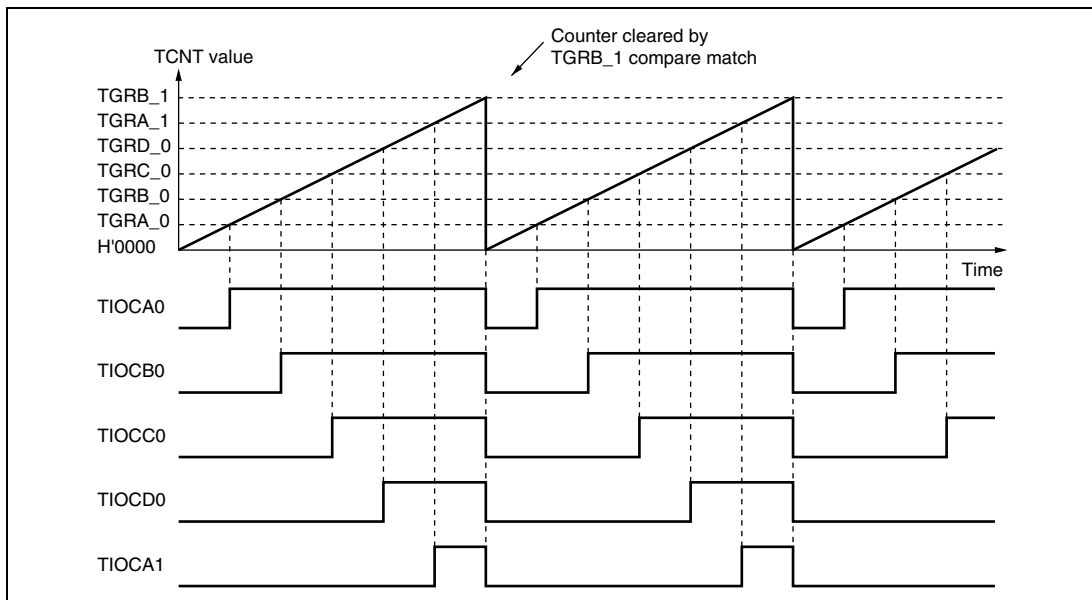 Counter cleared by
TGRB_1 compare match
TCNT value
TGRB_1
TGRA_1
TGRD_0
TGRC_0
TGRB_0
TGRA_0
H'0000
Time
TIOCA0
TIOCB0
TIOCC0
TIOCD0
TIOCA1